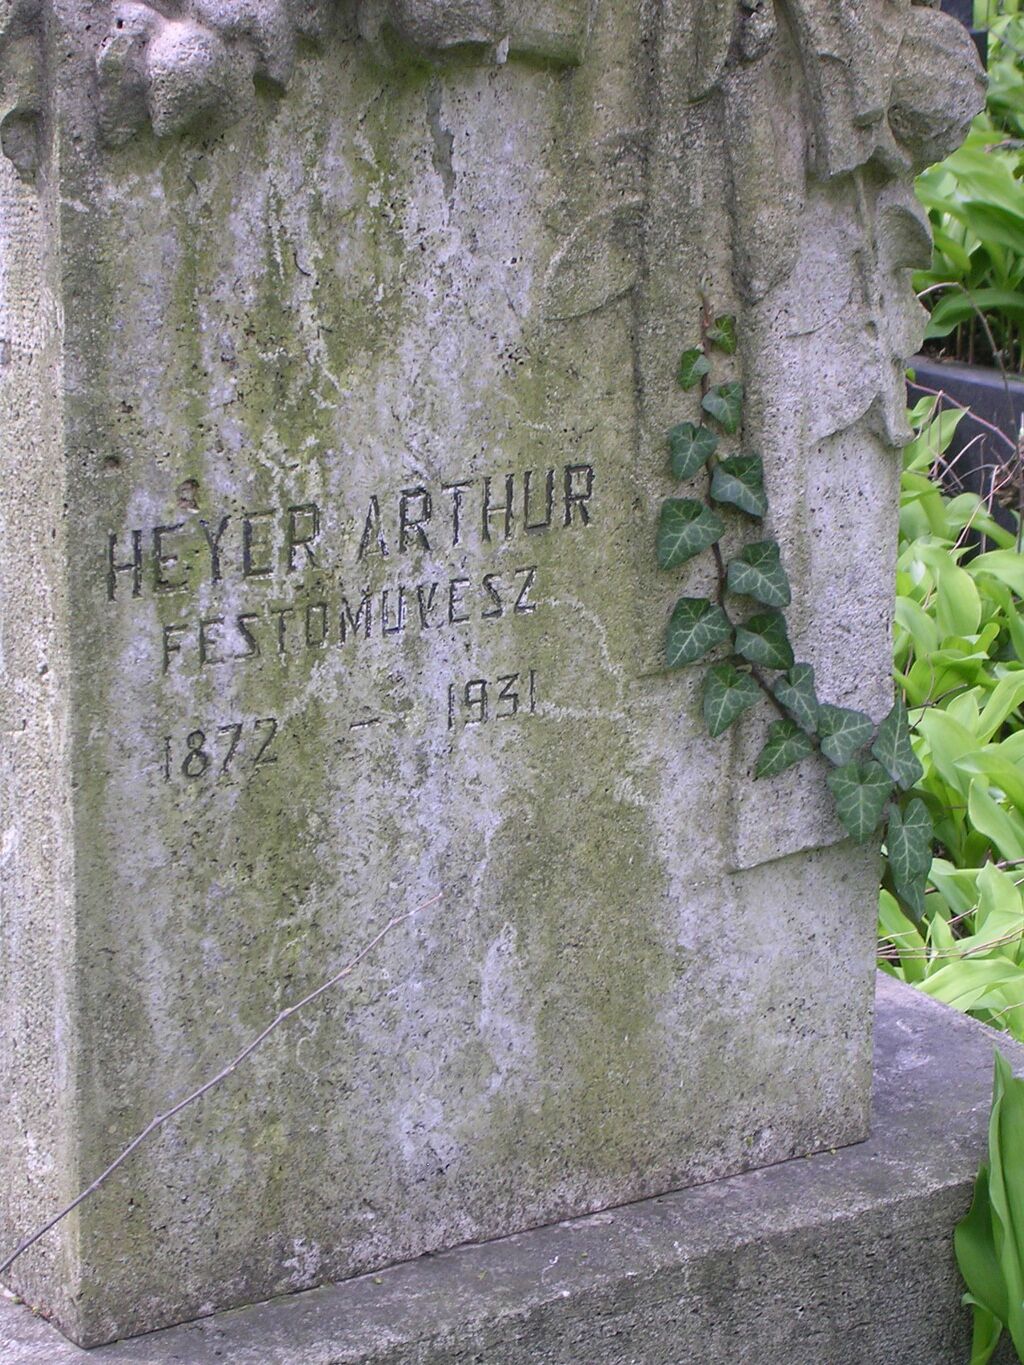 HEYER ARTHUR
FESTŐMŰVÉSZ
1872 – 1931